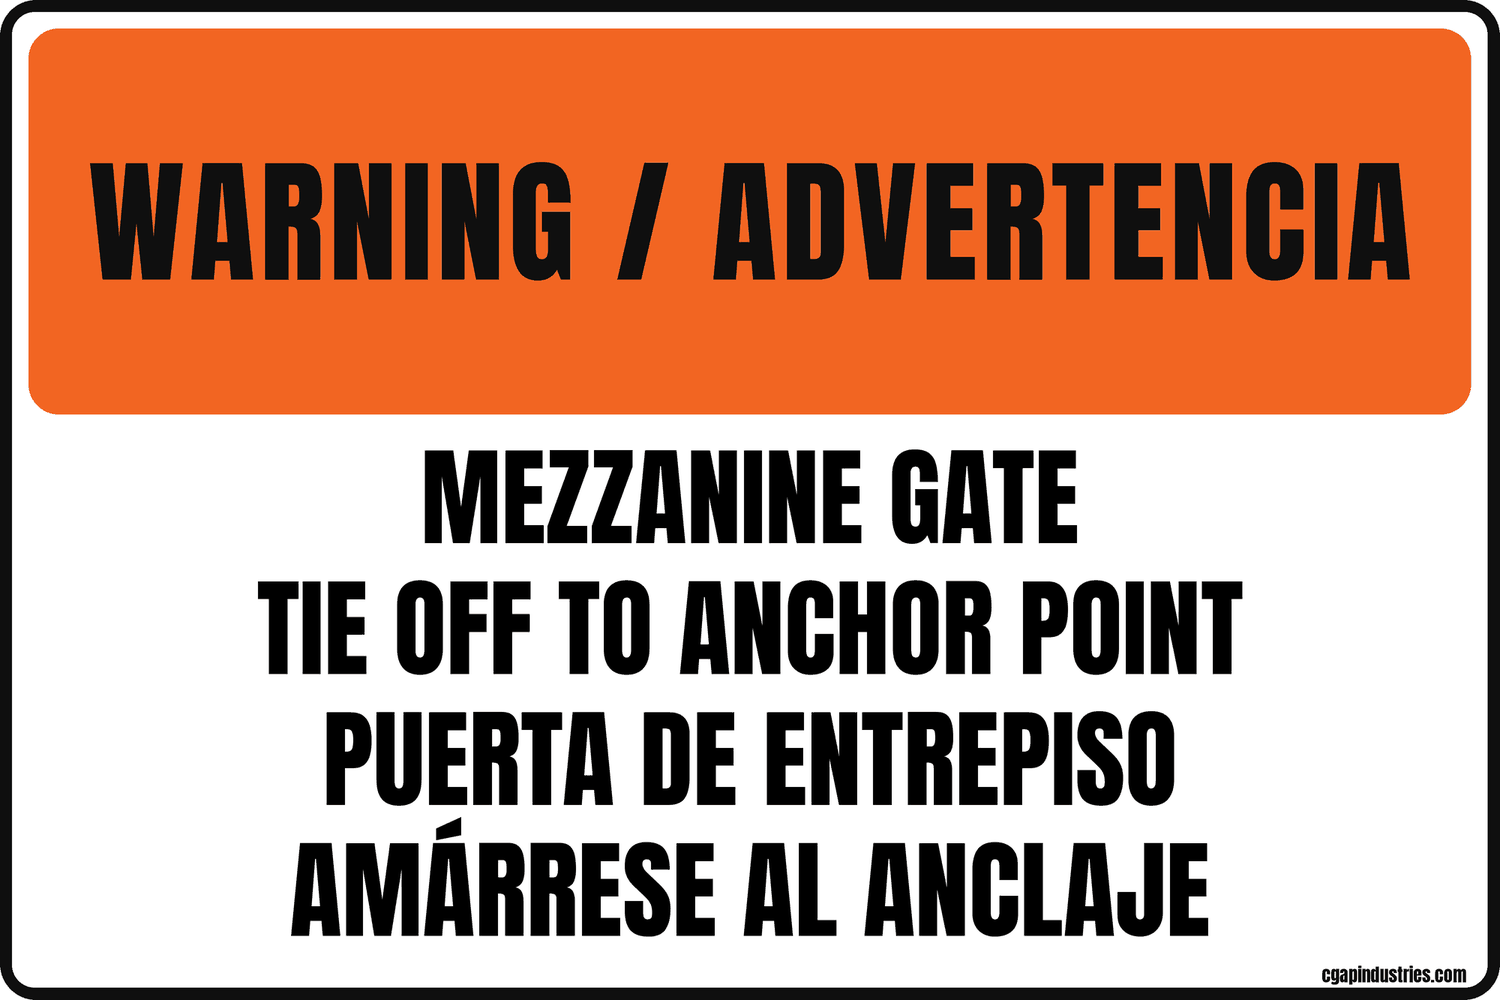 WARNING / ADVERTENCIA
MEZZANINE GATE
TIE OFF TO ANCHOR POINT
PUERTA DE ENTREPISO
AMÁRRESE AL ANCLAJE
cgapindustries.com